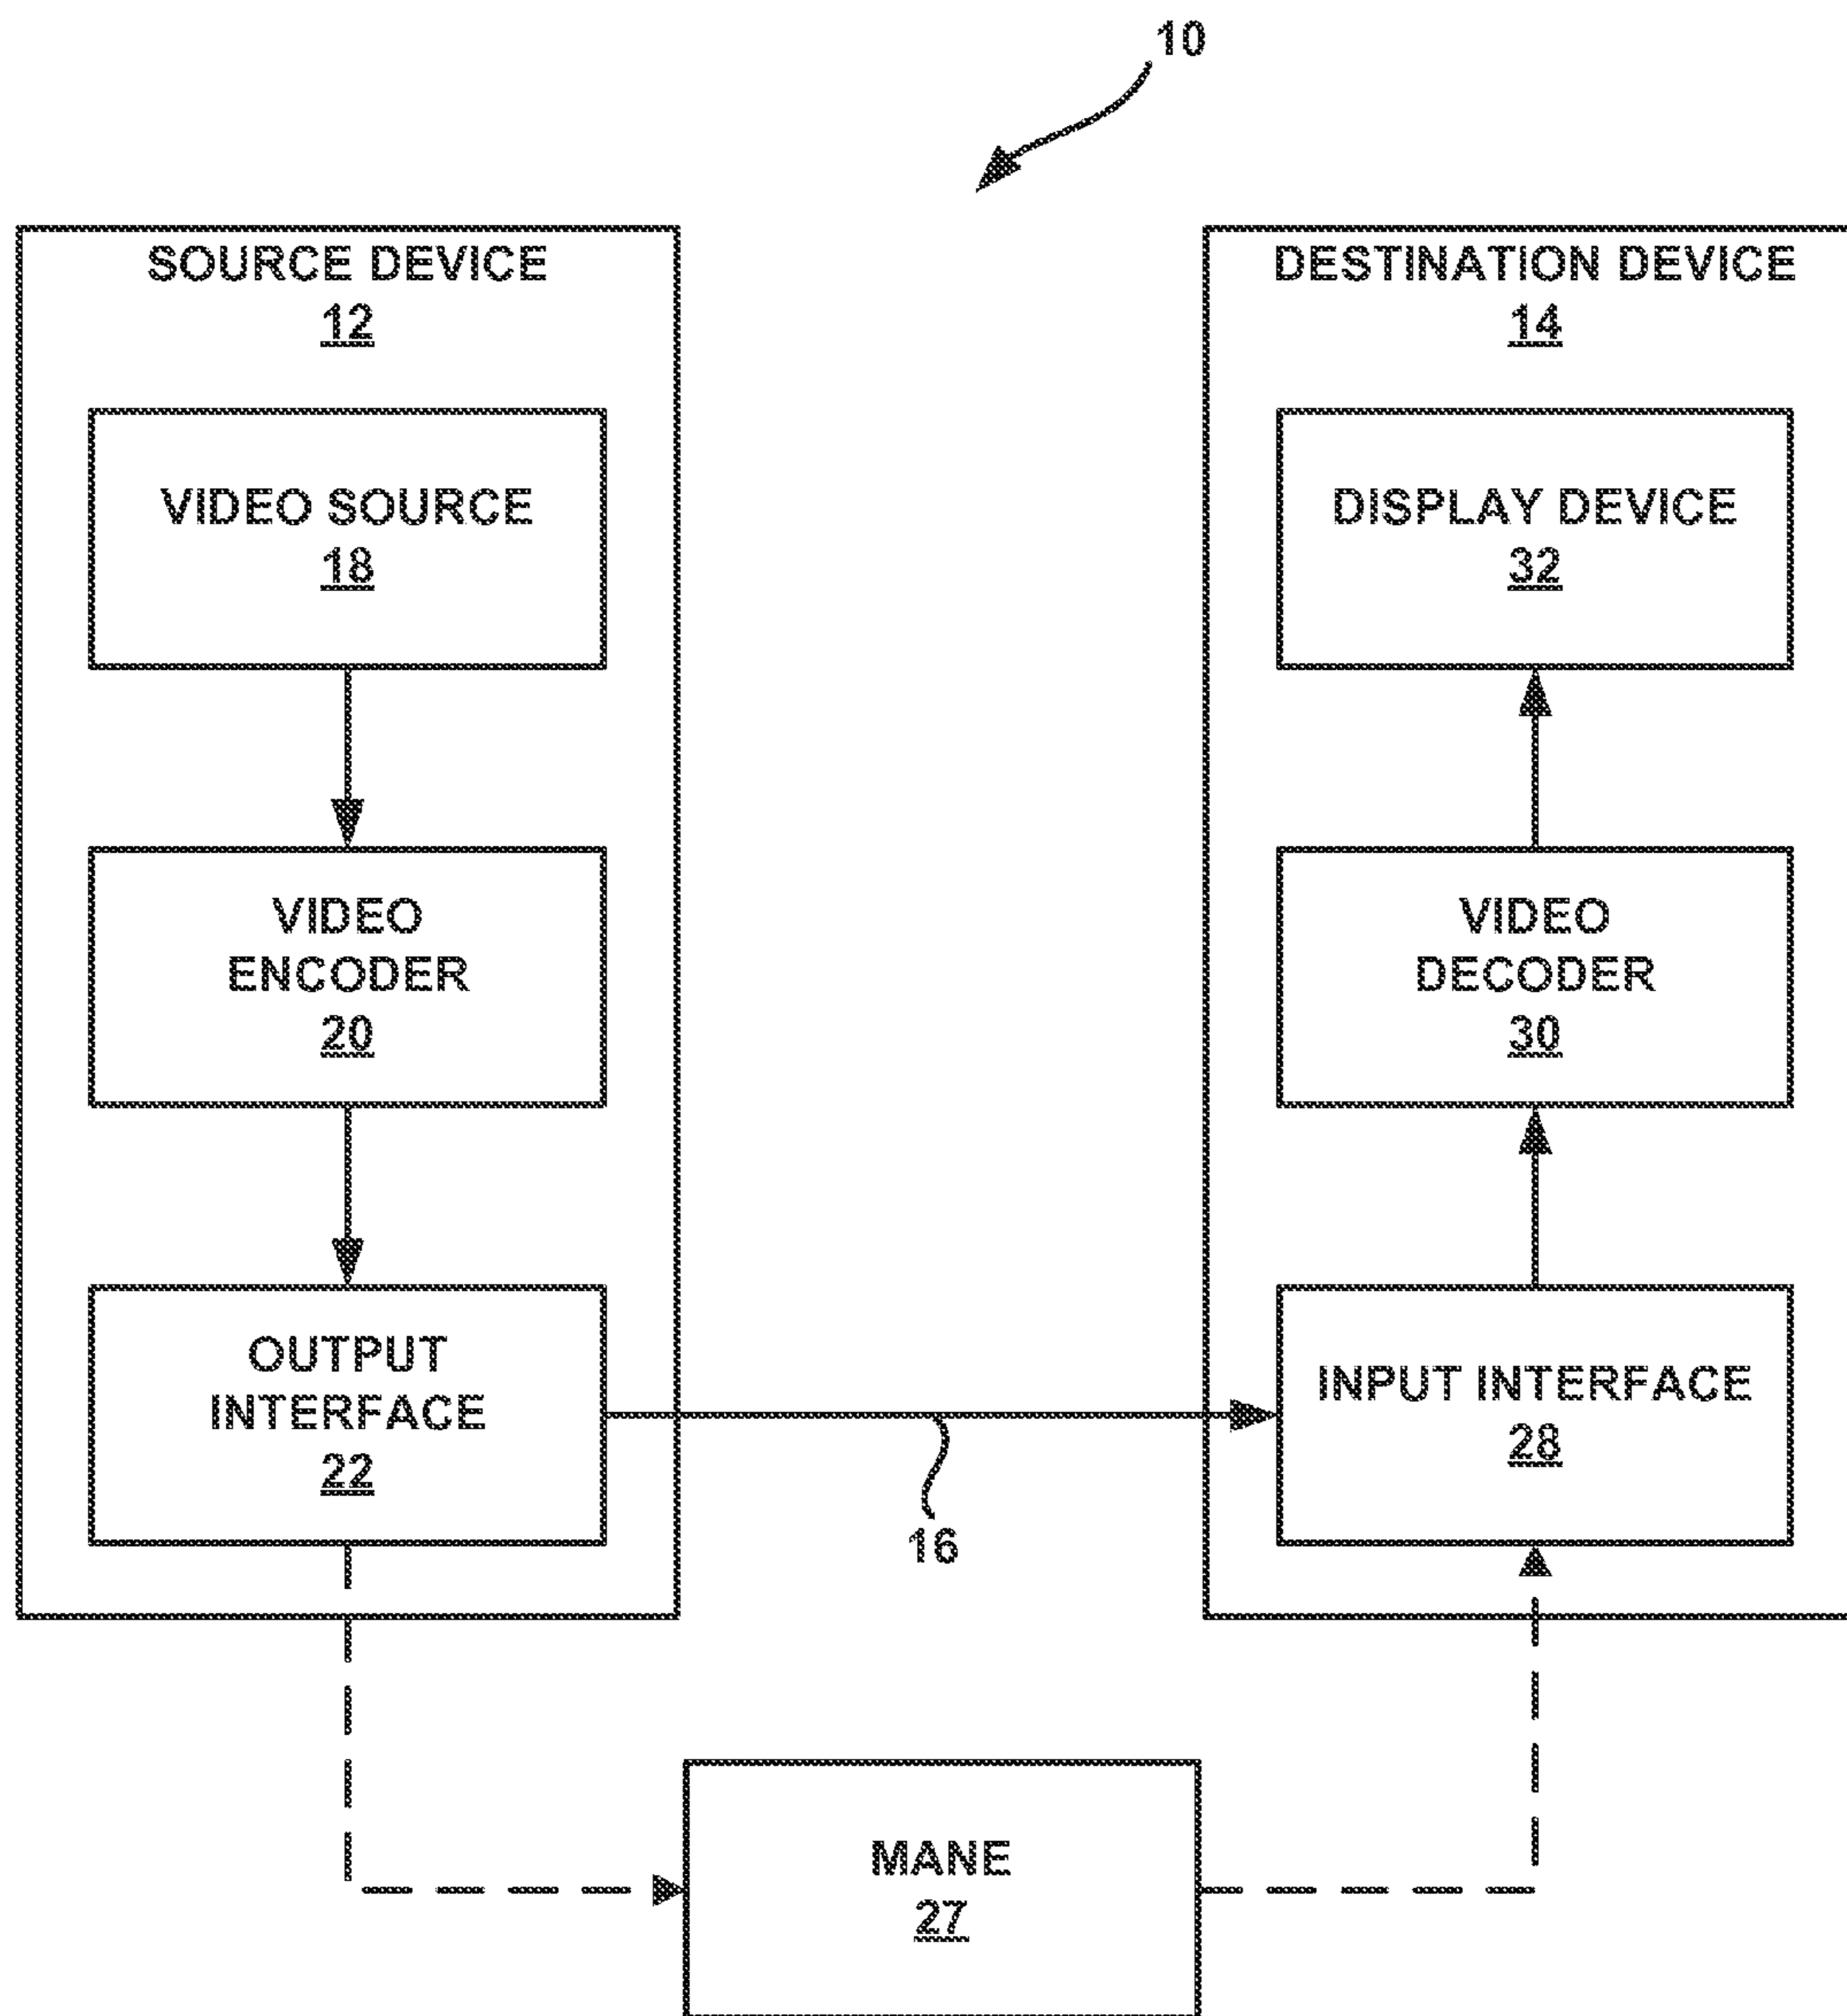 10
SOURCE DEVICE
12
VIDEO SOURCE
18
VIDEO
ENCODER
20
OUTPUT
INTERFACE
22
16
DESTINATION DEVICE
14
DISPLAY DEVICE
32
VIDEO
DECODER
30
INPUT INTERFACE
28
MANE
27